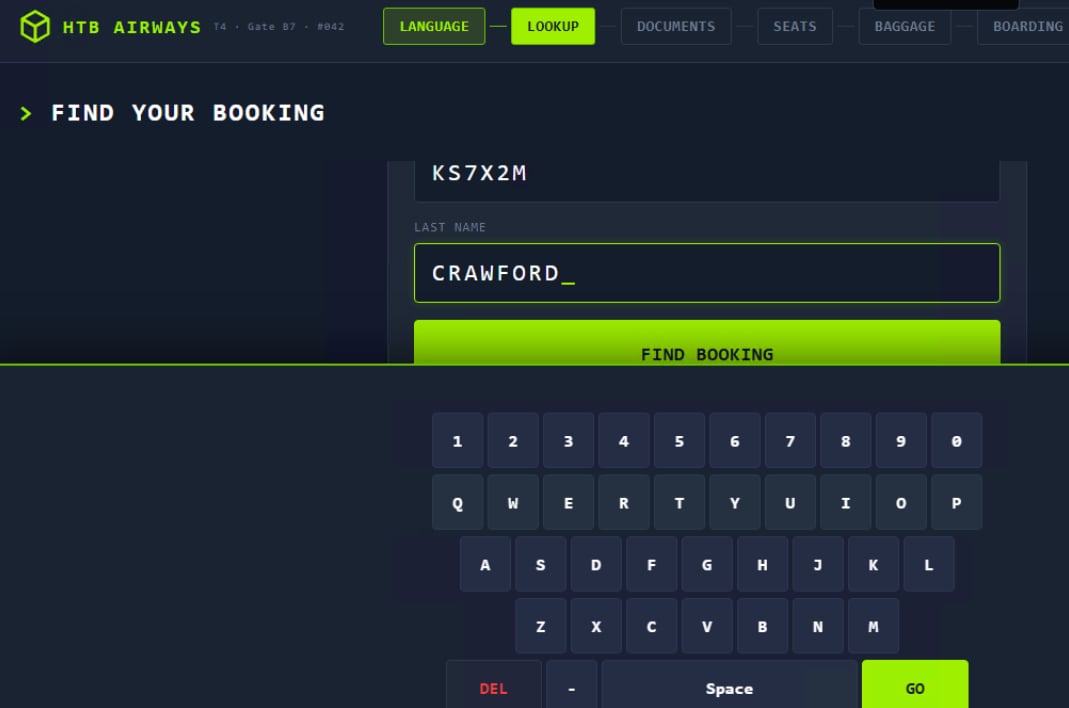 HTB AIRWAYS T4 · Gate B7 · #042 LANGUAGE LOOKUP DOCUMENTS SEATS BAGGAGE BOARDING
> FIND YOUR BOOKING
KS7X2M
LAST NAME
CRAWFORD_
FIND BOOKING
1 2 3 4 5 6 7 8 9 0
Q W E R T Y U I O P
A S D F G H J K L
Z X C V B N M
DEL - Space GO